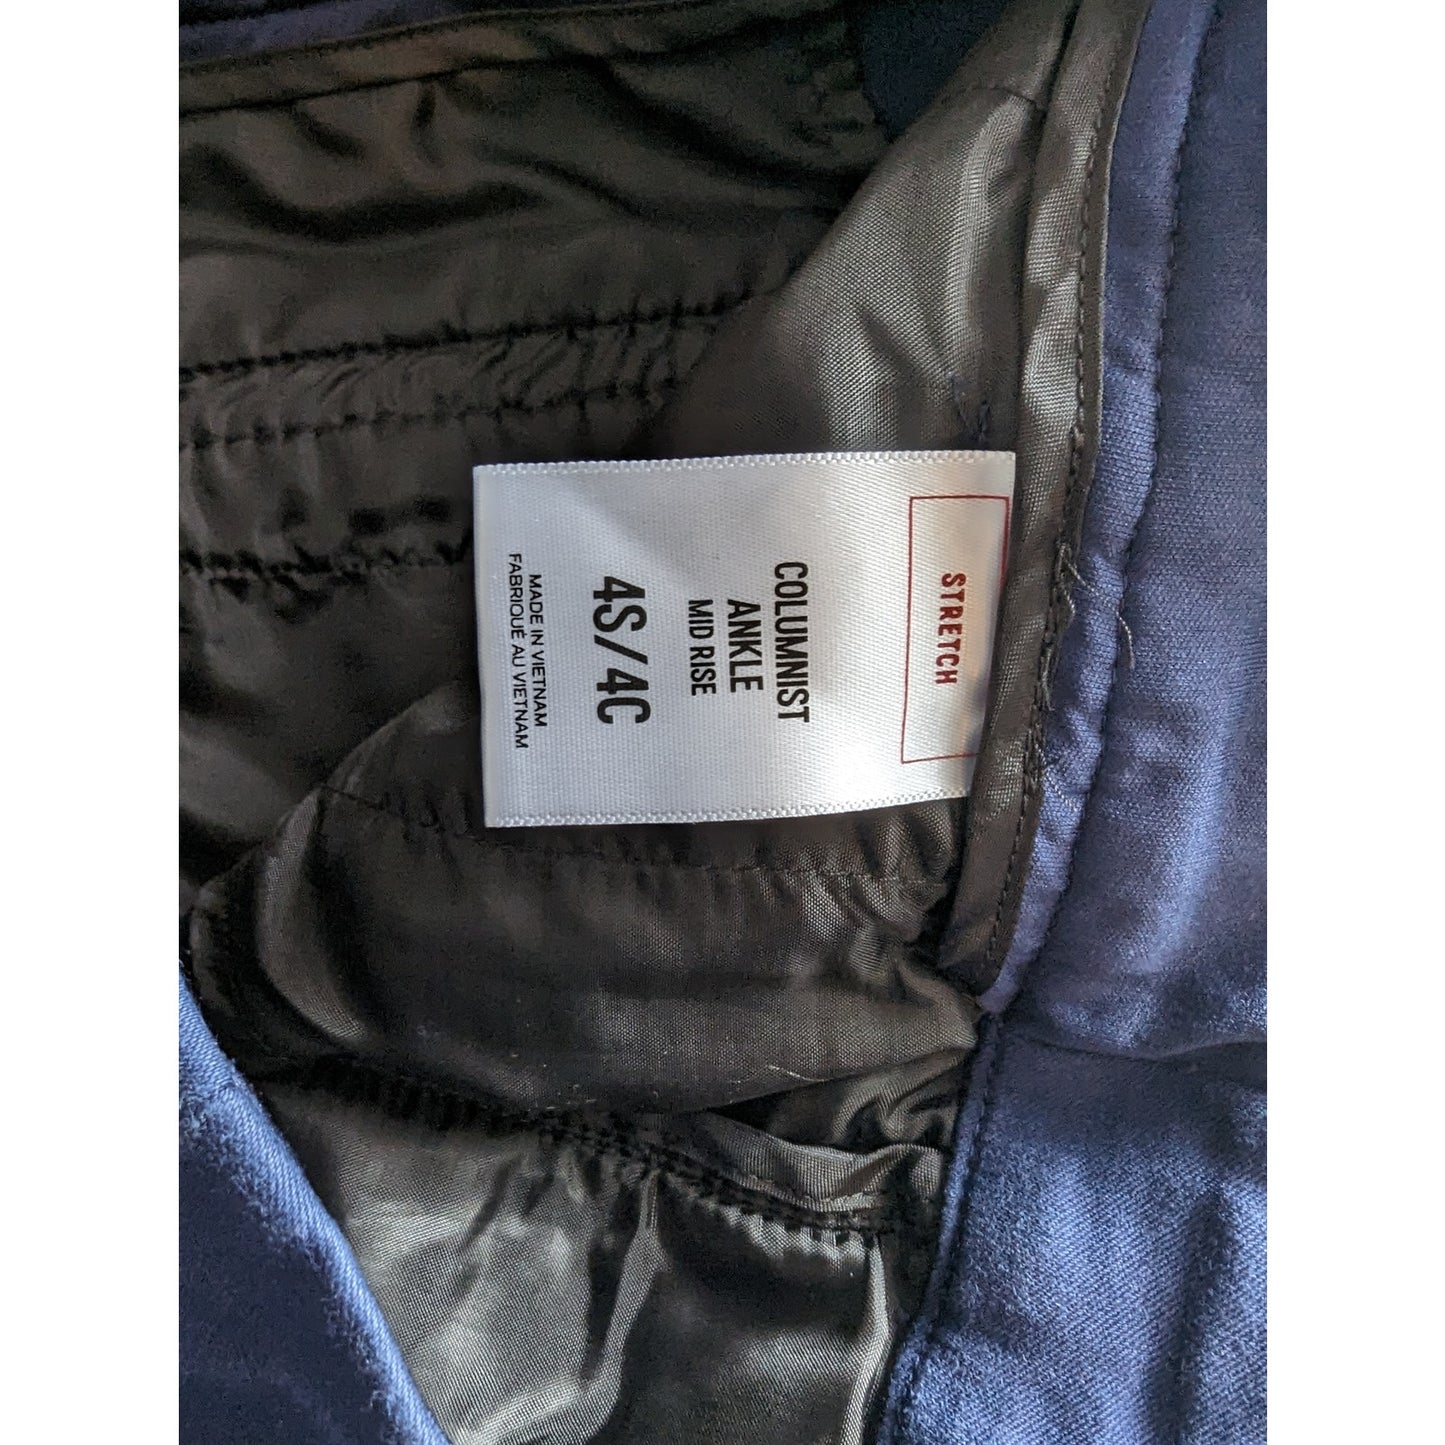 STRETCH
COLUMNIST
ANKLE
MID RISE
4S/4C
MADE IN VIETNAM
FABRIQUÉ AU VIETNAM